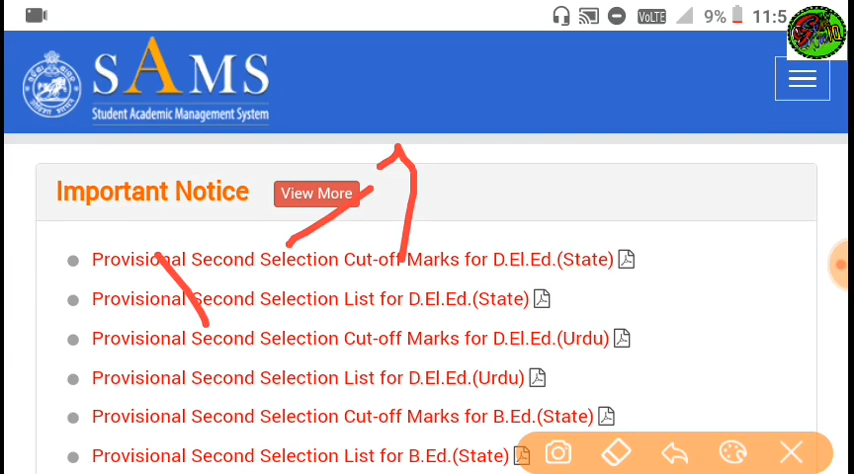 VoLTE 9% 11:5
SAMS
Student Academic Management System
Important Notice View More
Provisional Second Selection Cut-off Marks for D.El.Ed.(State)
Provisional Second Selection List for D.El.Ed.(State)
Provisional Second Selection Cut-off Marks for D.El.Ed.(Urdu)
Provisional Second Selection List for D.El.Ed.(Urdu)
Provisional Second Selection Cut-off Marks for B.Ed.(State)
Provisional Second Selection List for B.Ed.(State)